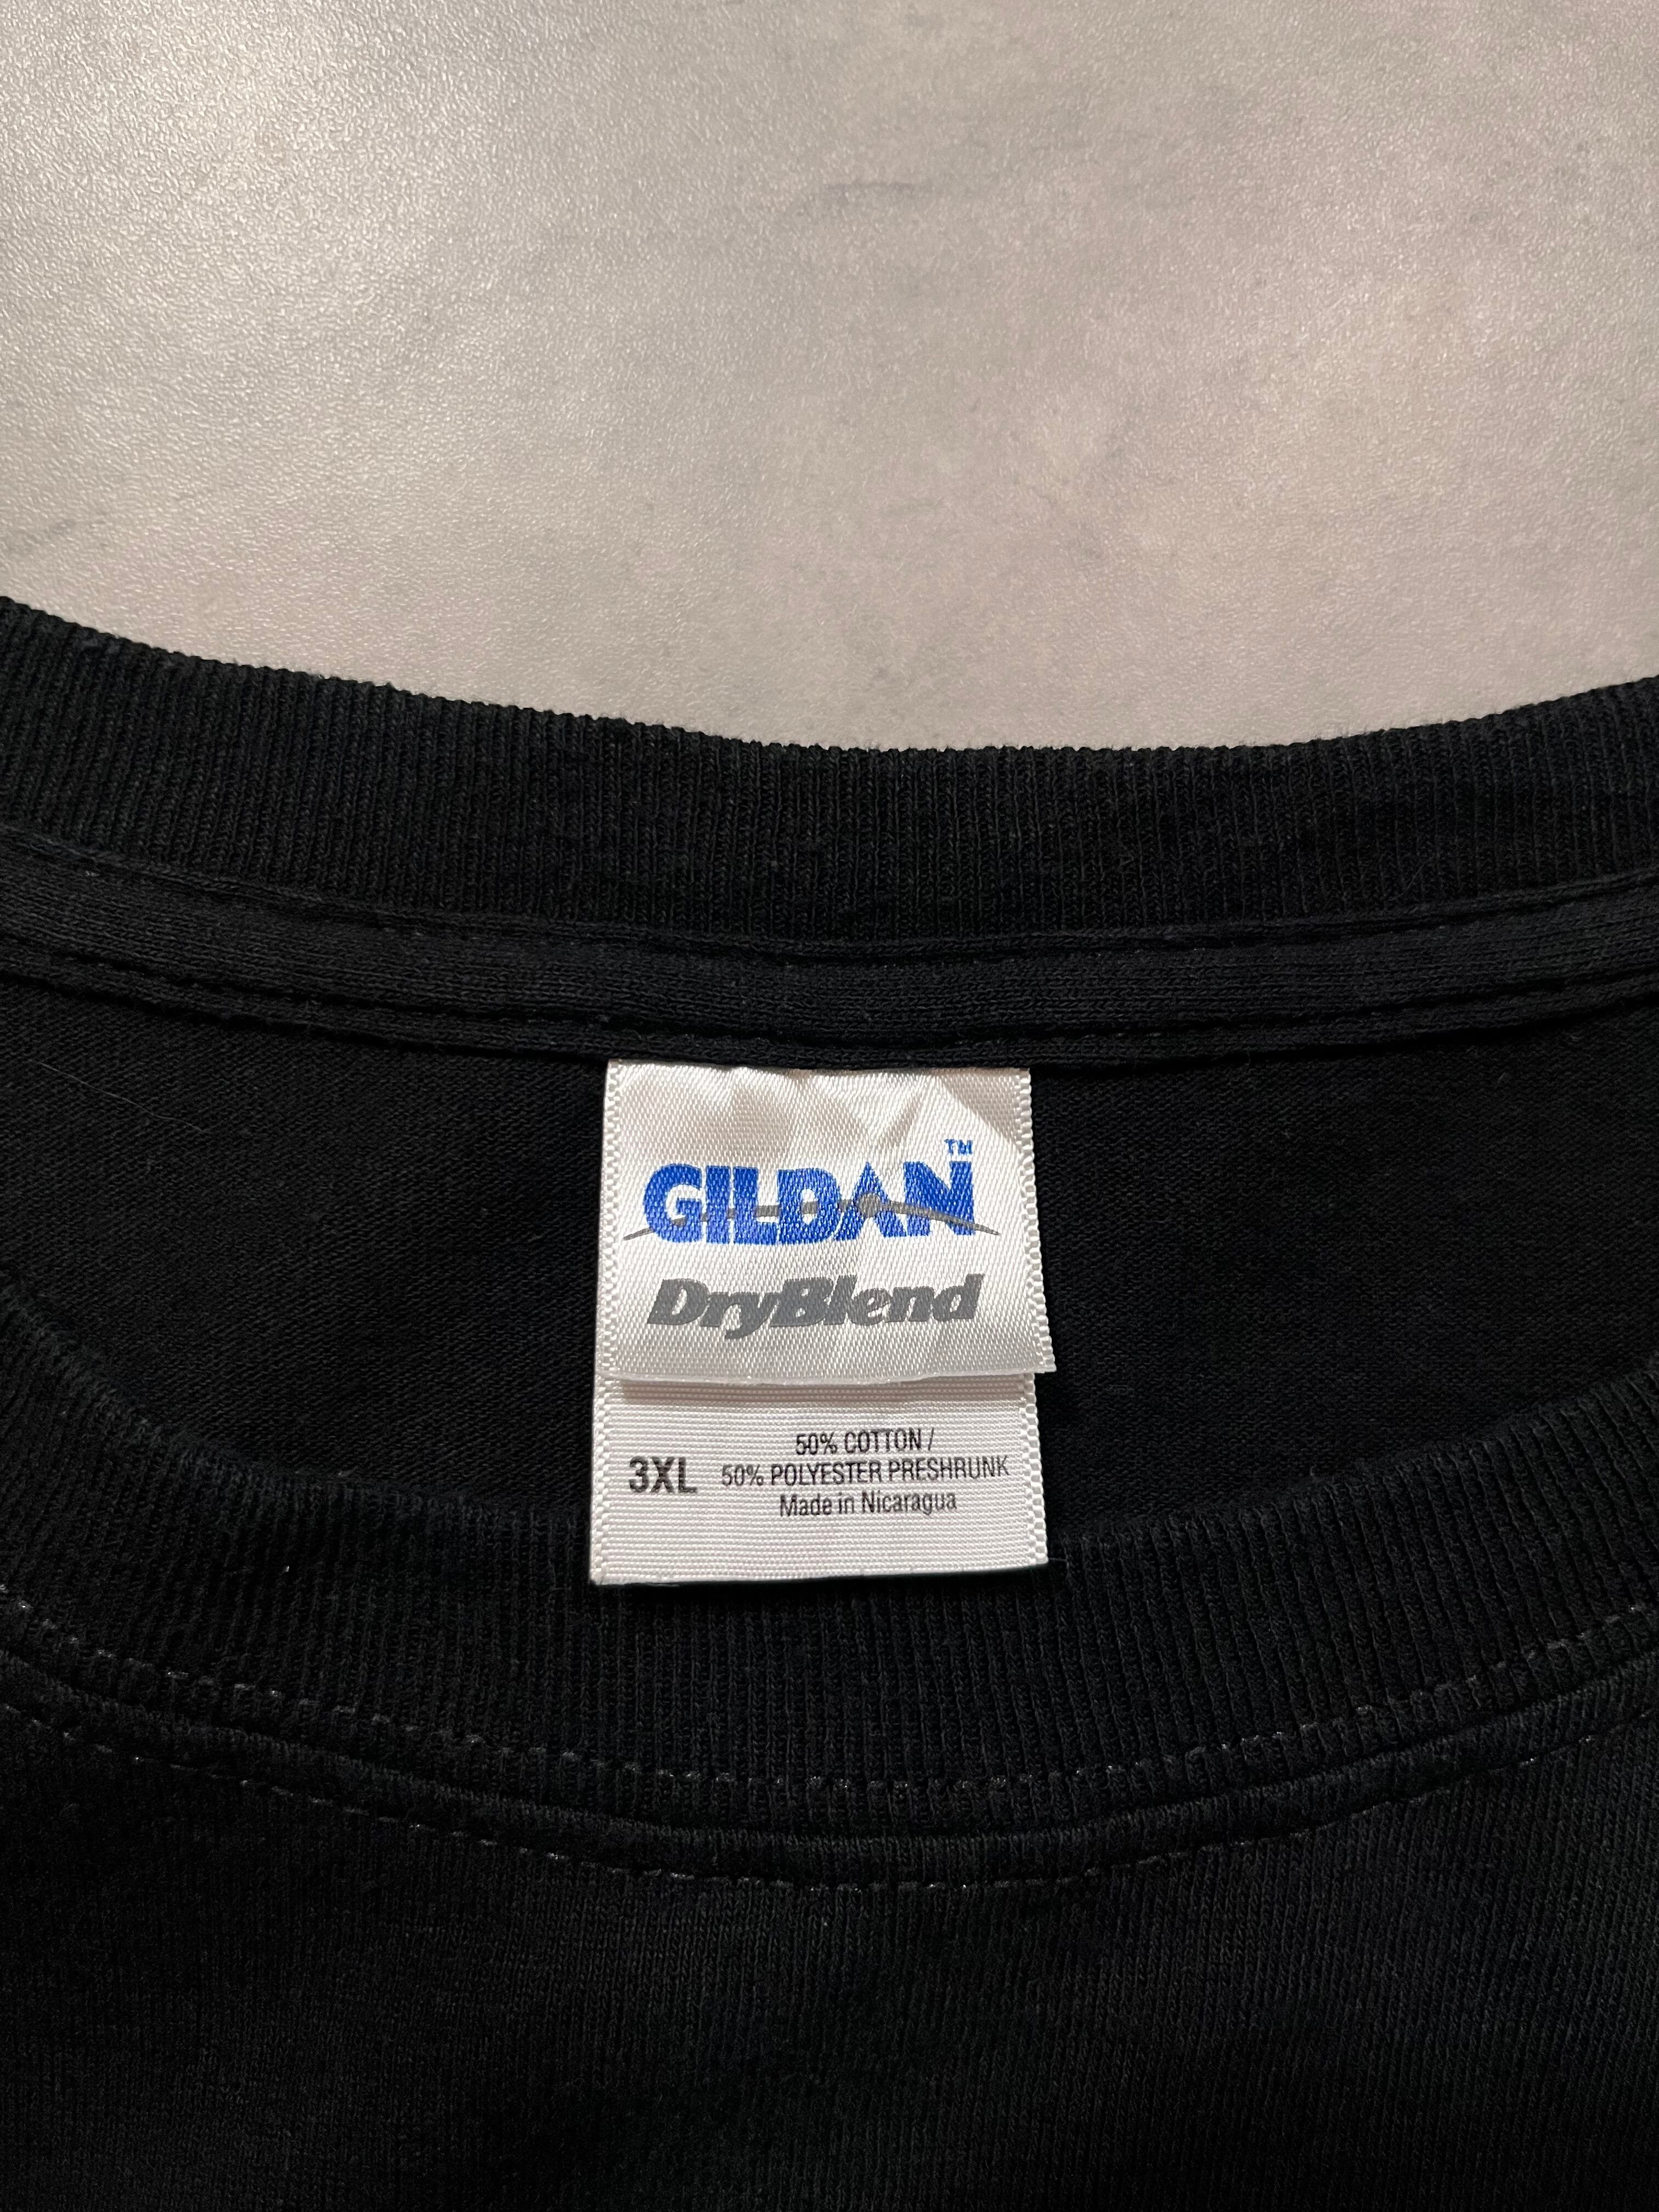 GILDAN™
DryBlend
50% COTTON /
3XL 50% POLYESTER PRESHRUNK
Made in Nicaragua